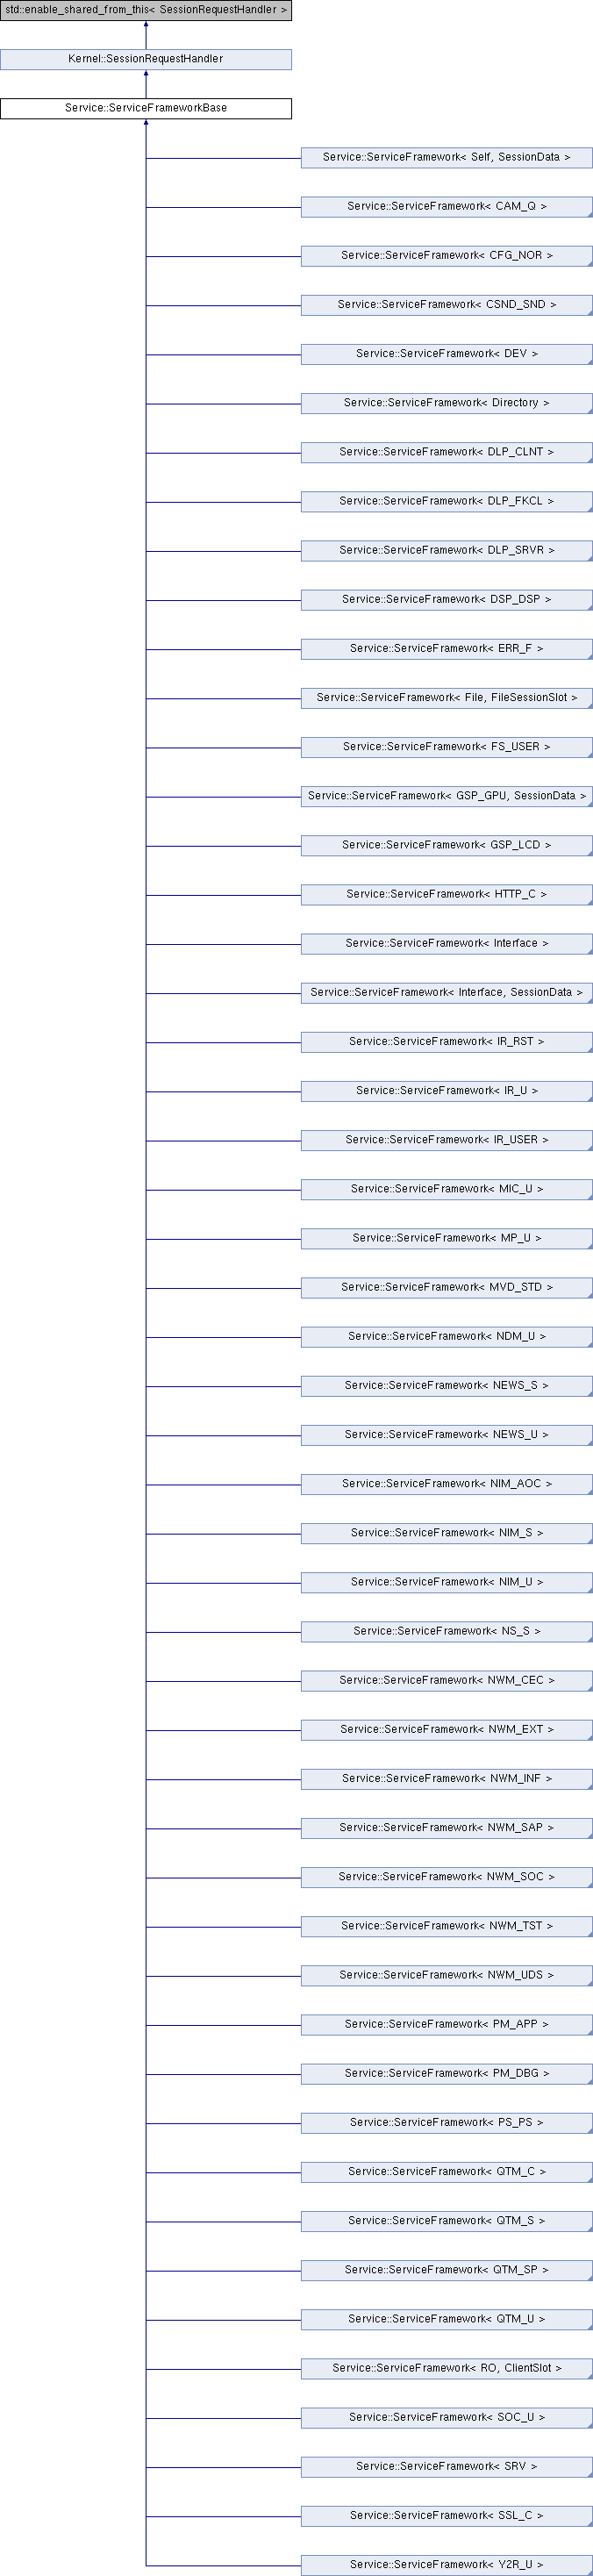 std::enable_shared_from_this< SessionRequestHandler >
Kernel::SessionRequestHandler
Service::ServiceFrameworkBase
Service::ServiceFramework< Self, SessionData >
Service::ServiceFramework< CAM_Q >
Service::ServiceFramework< CFG_NOR >
Service::ServiceFramework< CSND_SND >
Service::ServiceFramework< DEV >
Service::ServiceFramework< Directory >
Service::ServiceFramework< DLP_CLNT >
Service::ServiceFramework< DLP_FKCL >
Service::ServiceFramework< DLP_SRVR >
Service::ServiceFramework< DSP_DSP >
Service::ServiceFramework< ERR_F >
Service::ServiceFramework< File, FileSessionSlot >
Service::ServiceFramework< FS_USER >
Service::ServiceFramework< GSP_GPU, SessionData >
Service::ServiceFramework< GSP_LCD >
Service::ServiceFramework< HTTP_C >
Service::ServiceFramework< Interface >
Service::ServiceFramework< Interface, SessionData >
Service::ServiceFramework< IR_RST >
Service::ServiceFramework< IR_U >
Service::ServiceFramework< IR_USER >
Service::ServiceFramework< MIC_U >
Service::ServiceFramework< MP_U >
Service::ServiceFramework< MVD_STD >
Service::ServiceFramework< NDM_U >
Service::ServiceFramework< NEWS_S >
Service::ServiceFramework< NEWS_U >
Service::ServiceFramework< NIM_AOC >
Service::ServiceFramework< NIM_S >
Service::ServiceFramework< NIM_U >
Service::ServiceFramework< NS_S >
Service::ServiceFramework< NWM_CEC >
Service::ServiceFramework< NWM_EXT >
Service::ServiceFramework< NWM_INF >
Service::ServiceFramework< NWM_SAP >
Service::ServiceFramework< NWM_SOC >
Service::ServiceFramework< NWM_TST >
Service::ServiceFramework< NWM_UDS >
Service::ServiceFramework< PM_APP >
Service::ServiceFramework< PM_DBG >
Service::ServiceFramework< PS_PS >
Service::ServiceFramework< QTM_C >
Service::ServiceFramework< QTM_S >
Service::ServiceFramework< QTM_SP >
Service::ServiceFramework< QTM_U >
Service::ServiceFramework< RO, ClientSlot >
Service::ServiceFramework< SOC_U >
Service::ServiceFramework< SRV >
Service::ServiceFramework< SSL_C >
Service::ServiceFramework< Y2R_U >